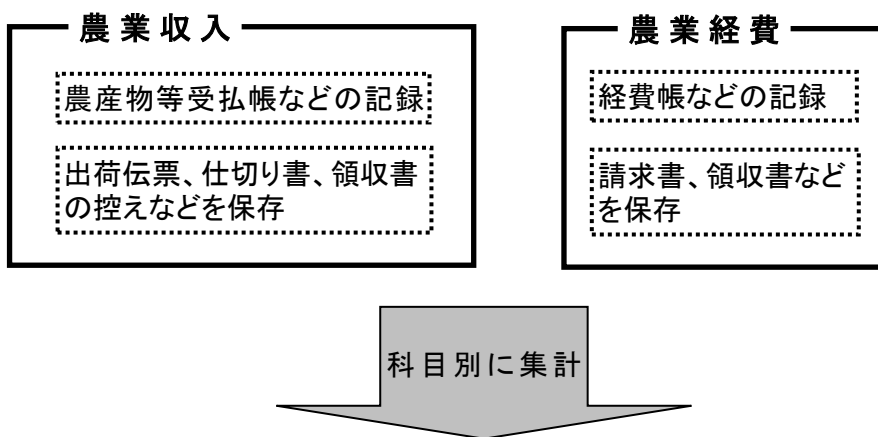 農業収入
農産物等受払帳などの記録
出荷伝票、仕切り書、領収書
の控えなどを保存
農業経費
経費帳などの記録
請求書、領収書など
を保存
科目別に集計